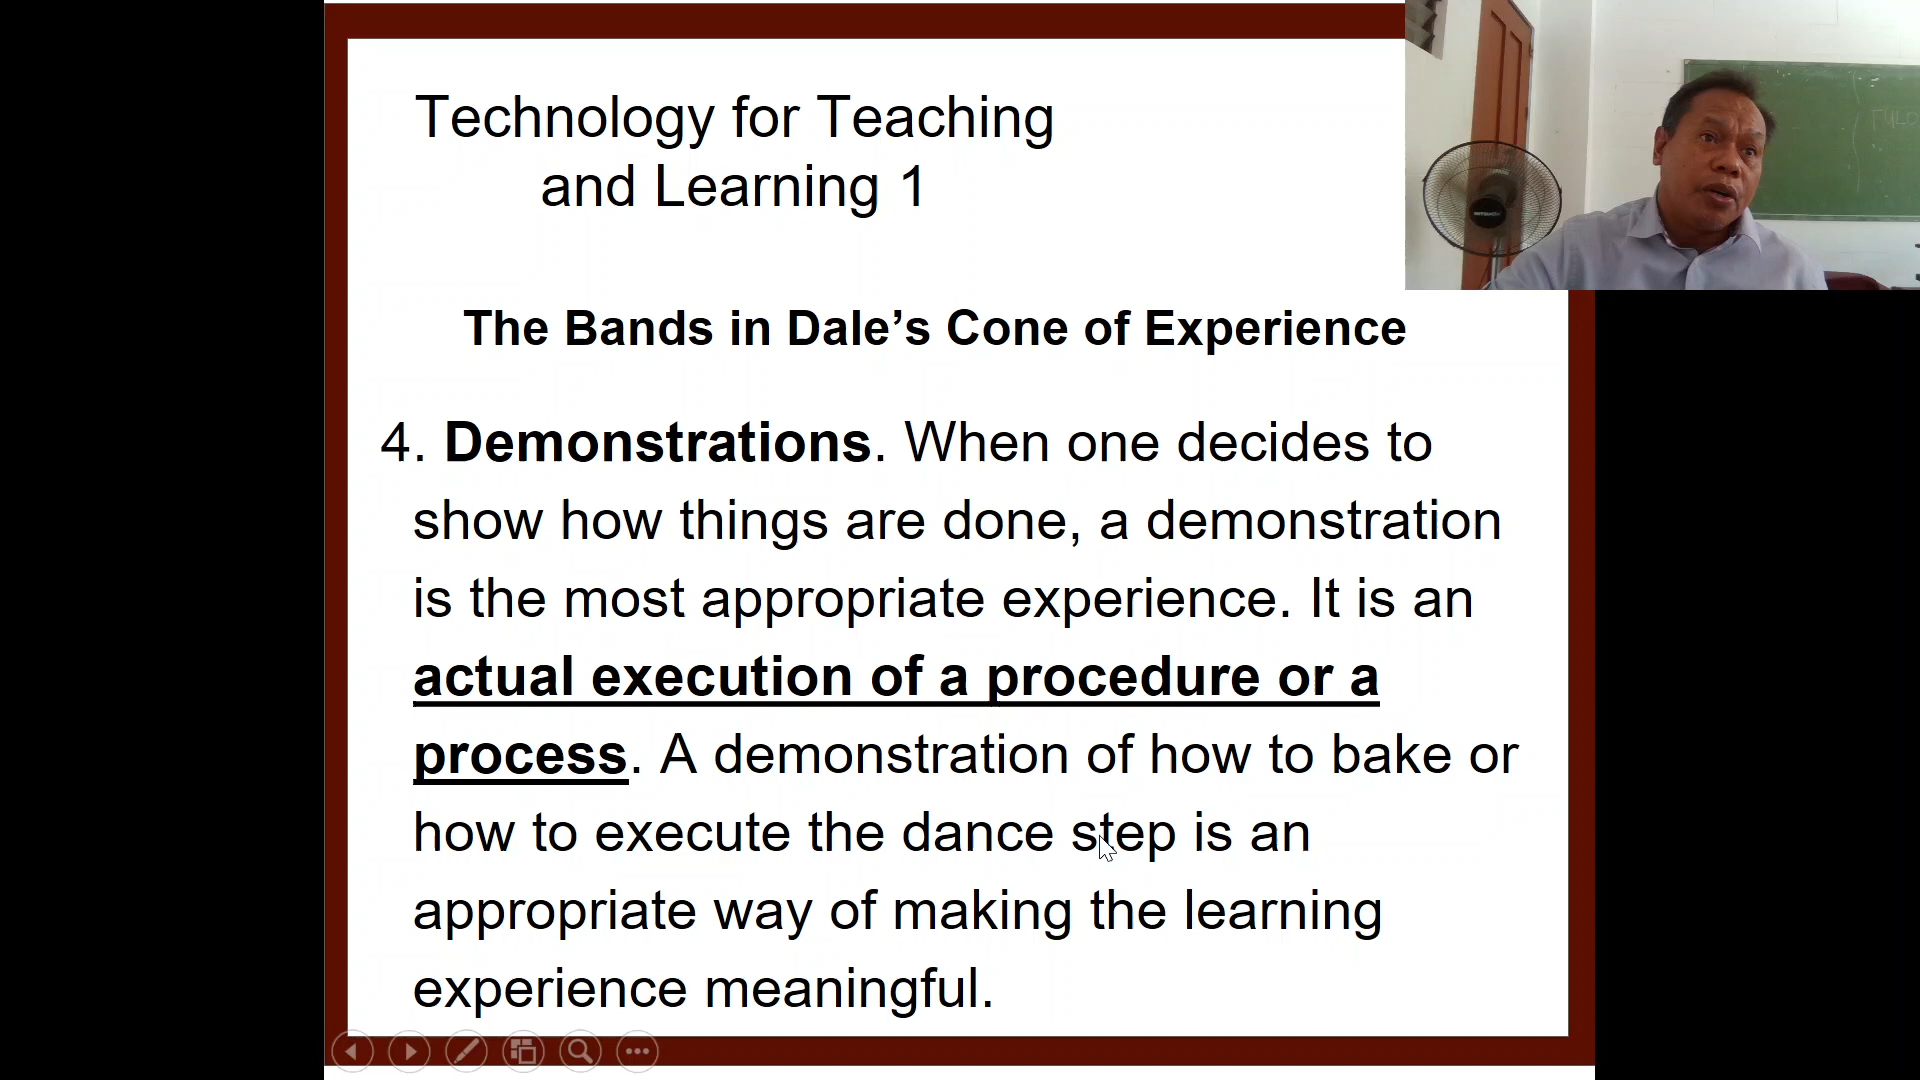 Technology for Teaching
and Learning 1
The Bands in Dale’s Cone of Experience
4. Demonstrations. When one decides to
show how things are done, a demonstration
is the most appropriate experience. It is an
actual execution of a procedure or a
process. A demonstration of how to bake or
how to execute the dance step is an
appropriate way of making the learning
experience meaningful.